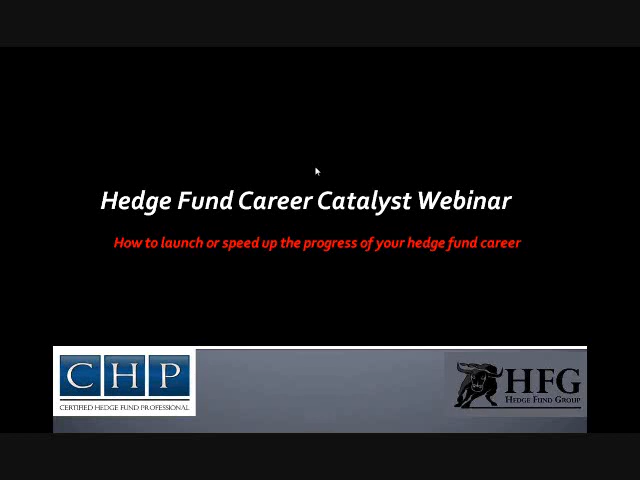 Hedge Fund Career Catalyst Webinar
How to launch or speed up the progress of your hedge fund career
CHP
CERTIFIED HEDGE FUND PROFESSIONAL
HFG
HEDGE FUND GROUP